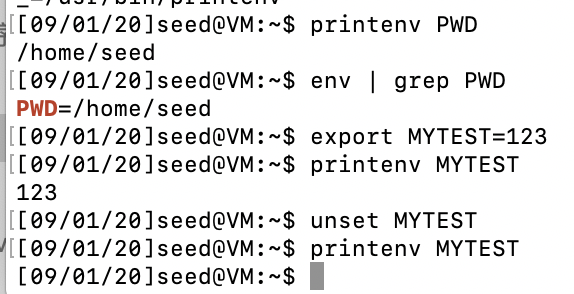 _=/usr/bin/printenv
[[09/01/20]seed@VM:~$ printenv PWD
/home/seed
[[09/01/20]seed@VM:~$ env | grep PWD
PWD=/home/seed
[[09/01/20]seed@VM:~$ export MYTEST=123
[[09/01/20]seed@VM:~$ printenv MYTEST
123
[[09/01/20]seed@VM:~$ unset MYTEST
[[09/01/20]seed@VM:~$ printenv MYTEST
[09/01/20]seed@VM:~$